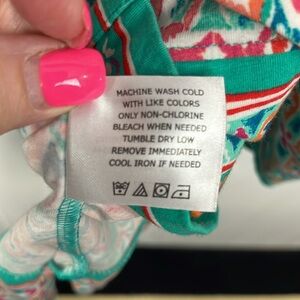 MACHINE WASH COLD
WITH LIKE COLORS
ONLY NON-CHLORINE
BLEACH WHEN NEEDED
TUMBLE DRY LOW
REMOVE IMMEDIATELY
COOL IRON IF NEEDED